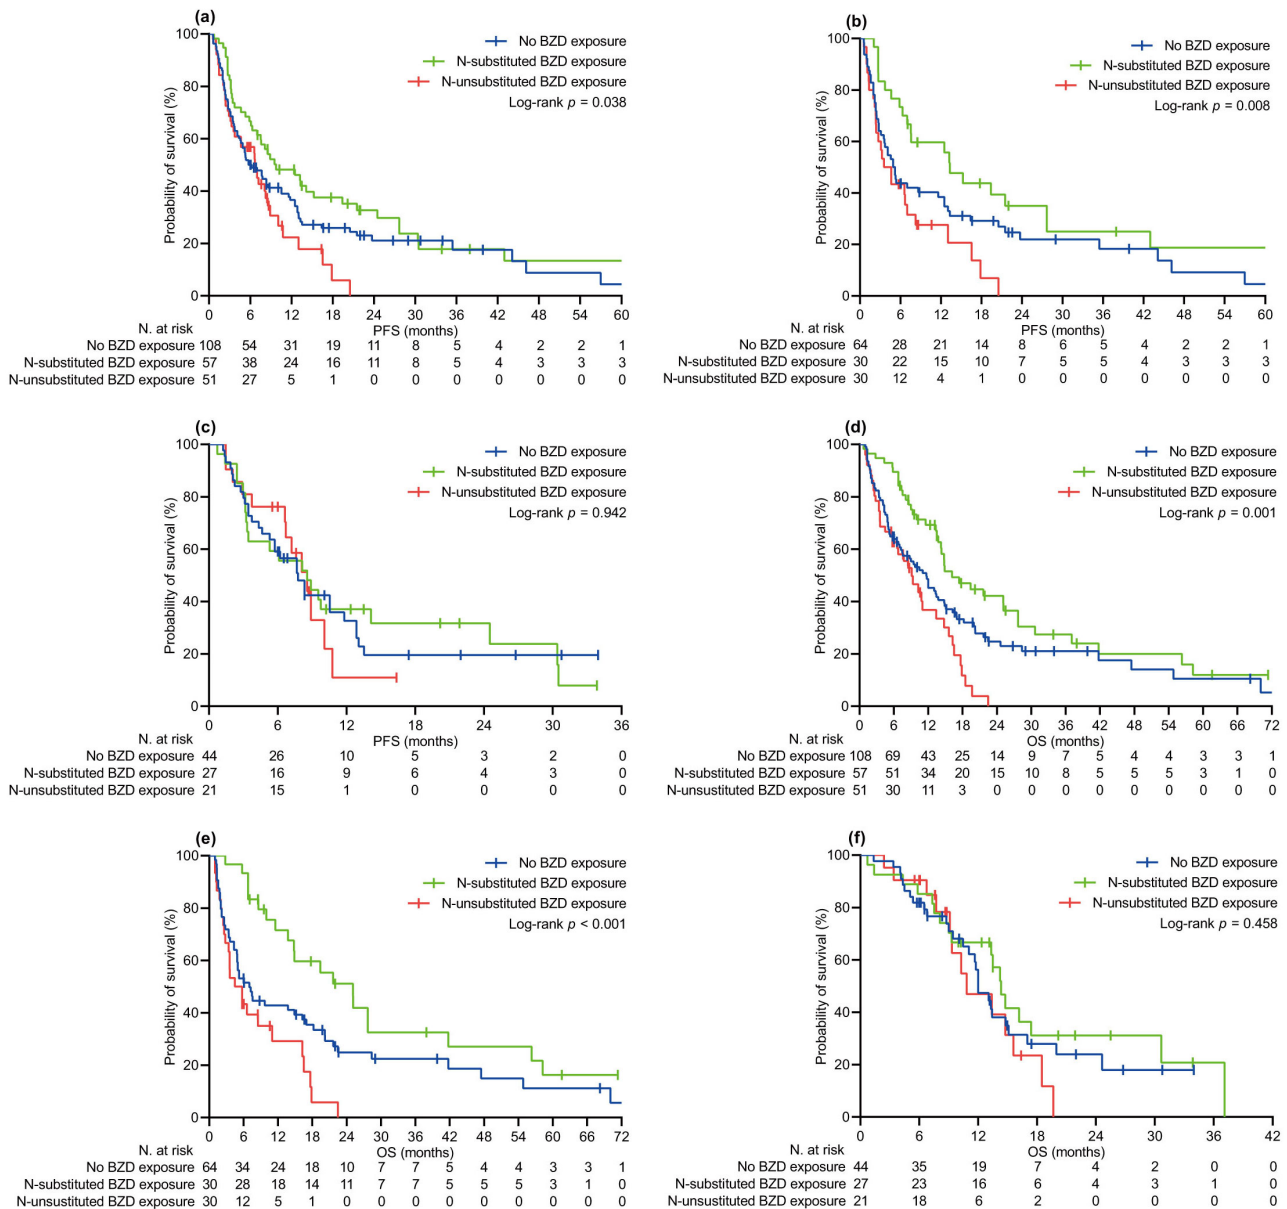 (a)
No BZD exposure
N-substituted BZD exposure
N-unsubstituted BZD exposure
Log-rank p = 0.038
Probability of survival (%)
100
80
60
40
20
0
0 6 12 18 24 30 36 42 48 54 60
PFS (months)
N. at risk
No BZD exposure 108 54 31 19 11 8 5 4 2 2 1
N-substituted BZD exposure 57 38 24 16 11 8 5 4 3 3 3
N-unsubstituted BZD exposure 51 27 5 1 0 0 0 0 0 0 0
(b)
No BZD exposure
N-substituted BZD exposure
N-unsubstituted BZD exposure
Log-rank p = 0.008
Probability of survival (%)
100
80
60
40
20
0
0 6 12 18 24 30 36 42 48 54 60
PFS (months)
N. at risk
No BZD exposure 64 28 21 14 8 6 5 4 2 2 1
N-substituted BZD exposure 30 22 15 10 7 5 5 4 3 3 3
N-unsubstituted BZD exposure 30 12 4 1 0 0 0 0 0 0 0
(c)
No BZD exposure
N-substituted BZD exposure
N-unsubstituted BZD exposure
Log-rank p = 0.942
Probability of survival (%)
100
80
60
40
20
0
0 6 12 18 24 30 36
PFS (months)
N. at risk
No BZD exposure 44 26 10 5 3 2 0
N-substituted BZD exposure 27 16 9 6 4 3 0
N-unsubstituted BZD exposure 21 15 1 0 0 0 0
(d)
No BZD exposure
N-substituted BZD exposure
N-unsubstituted BZD exposure
Log-rank p = 0.001
Probability of survival (%)
100
80
60
40
20
0
0 6 12 18 24 30 36 42 48 54 60 66 72
OS (months)
N. at risk
No BZD exposure 108 69 43 25 14 9 7 5 4 4 3 3 1
N-substituted BZD exposure 57 51 34 20 15 10 8 5 5 5 3 1 0
N-unsustituted BZD exposure 51 30 11 3 0 0 0 0 0 0 0 0 0
(e)
No BZD exposure
N-substituted BZD exposure
N-unsubstituted BZD exposure
Log-rank p < 0.001
Probability of survival (%)
100
80
60
40
20
0
0 6 12 18 24 30 36 42 48 54 60 66 72
OS (months)
N. at risk
No BZD exposure 64 34 24 18 10 7 7 5 4 4 3 3 1
N-substituted BZD exposure 30 28 18 14 11 7 7 5 5 5 3 1 0
N-unsustituted BZD exposure 30 12 5 1 0 0 0 0 0 0 0 0 0
(f)
No BZD exposure
N-substituted BZD exposure
N-unsubstituted BZD exposure
Log-rank p = 0.458
Probability of survival (%)
100
80
60
40
20
0
0 6 12 18 24 30 36 42
OS (months)
N. at risk
No BZD exposure 44 35 19 7 4 2 0 0
N-substituted BZD exposure 27 23 16 6 4 3 1 0
N-unsustituted BZD exposure 21 18 6 2 0 0 0 0